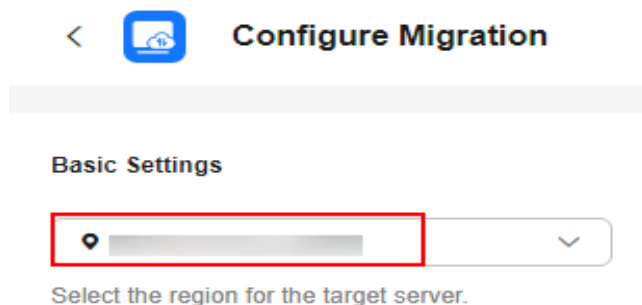 Configure Migration
Basic Settings
Select the region for the target server.